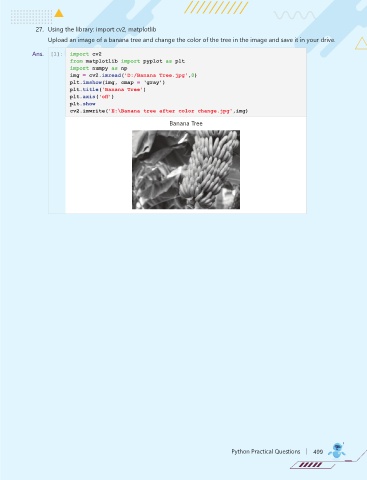 27. Using the library: import cv2, matplotlib
Upload an image of a banana tree and change the color of the tree in the image and save it in your drive.
Ans. [1]: import cv2
from matplotlib import pyplot as plt
import numpy as np
img = cv2.imread('D:/Banana Tree.jpg',0)
plt.imshow(img, cmap = 'gray')
plt.title('Banana Tree')
plt.axis('off')
plt.show
cv2.imwrite('E:\Banana tree after color change.jpg',img)
Banana Tree
Python Practical Questions | 499